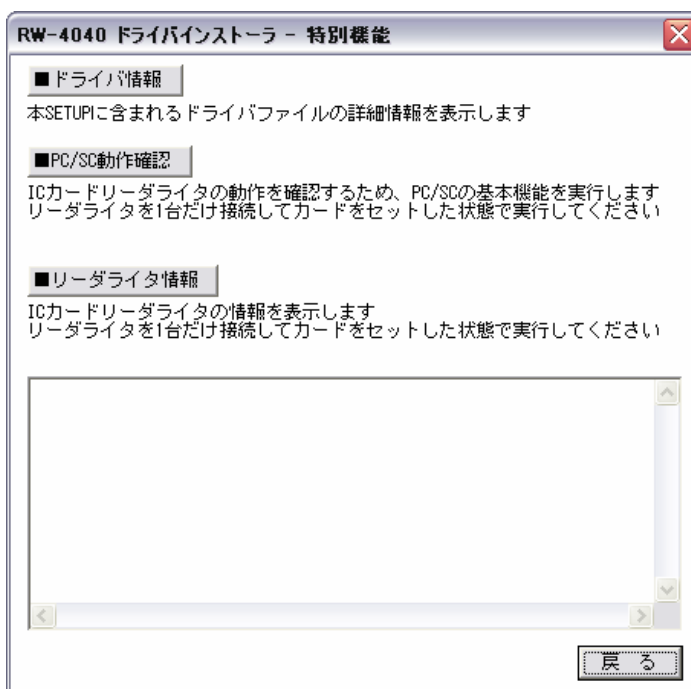 RW-4040 ドライバインストーラ - 特別機能
■ドライバ情報
本SETUPに含まれるドライバファイルの詳細情報を表示します
■PC/SC動作確認
ICカードリーダライタの動作を確認するため、PC/SCの基本機能を実行します
リーダライタを1台だけ接続してカードをセットした状態で実行してください
■リーダライタ情報
ICカードリーダライタの情報を表示します
リーダライタを1台だけ接続してカードをセットした状態で実行してください
戻 る